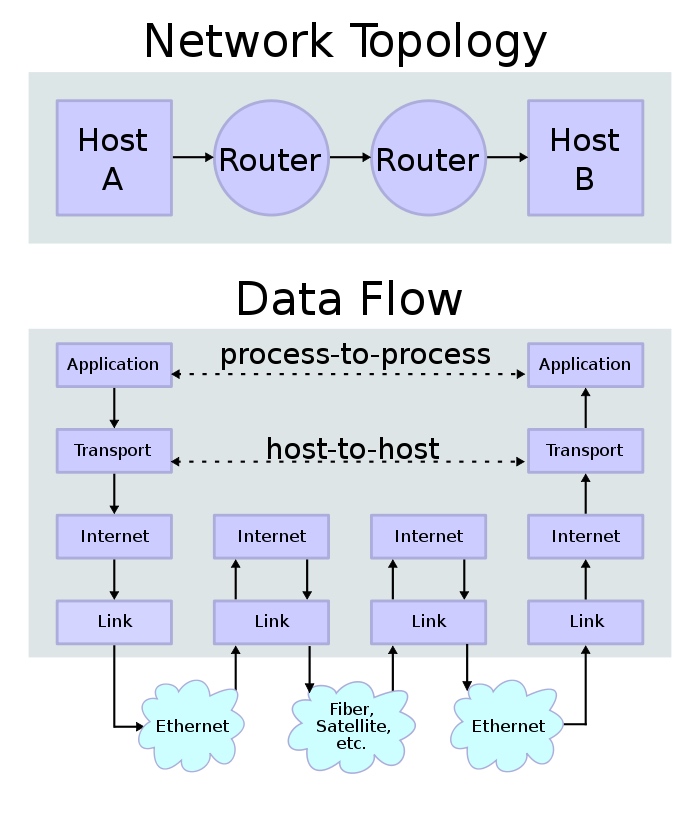 Network Topology
Host
A
Router
Router
Host
B
Data Flow
Application
process-to-process
Application
Transport
host-to-host
Transport
Internet
Internet
Internet
Internet
Link
Link
Link
Link
Ethernet
Fiber,
Satellite,
etc.
Ethernet